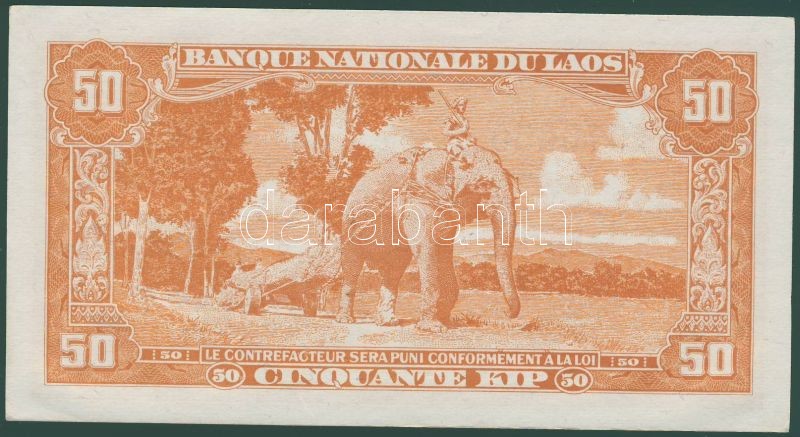 BANQUE NATIONALE DU LAOS
50 50
darabanth
50 LE CONTREFACTEUR SERA PUNI CONFORMÉMENT À LA LOI 50
50 50
50 CINQUANTE KIP 50